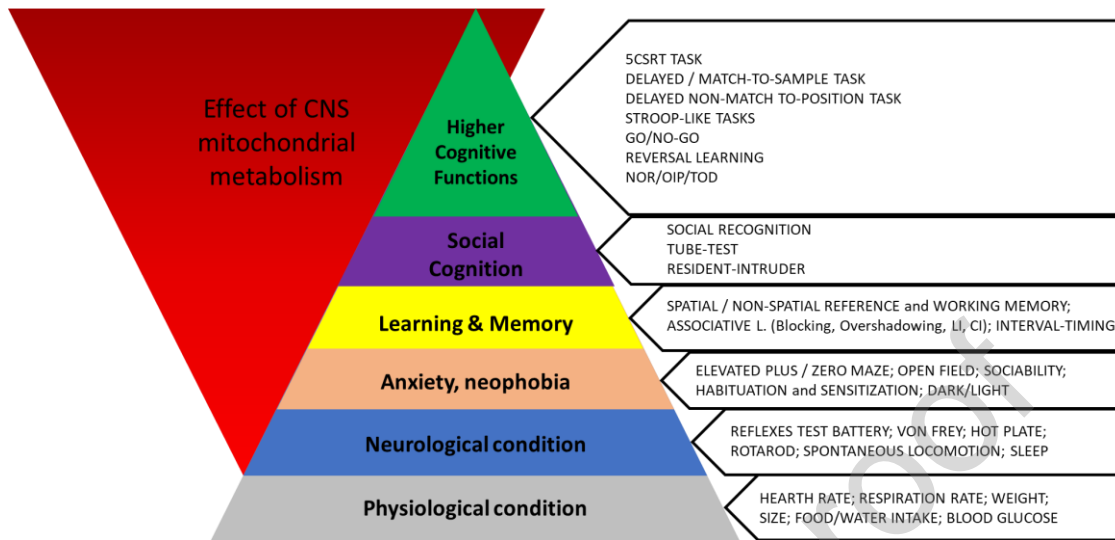 Effect of CNS
mitochondrial
metabolism
Higher
Cognitive
Functions
5CSRT TASK
DELAYED / MATCH-TO-SAMPLE TASK
DELAYED NON-MATCH TO-POSITION TASK
STROOP-LIKE TASKS
GO/NO-GO
REVERSAL LEARNING
NOR/OIP/TOD
Social
Cognition
SOCIAL RECOGNITION
TUBE-TEST
RESIDENT-INTRUDER
Learning & Memory
SPATIAL / NON-SPATIAL REFERENCE and WORKING MEMORY;
ASSOCIATIVE L. (Blocking, Overshadowing, LI, CI); INTERVAL-TIMING
Anxiety, neophobia
ELEVATED PLUS / ZERO MAZE; OPEN FIELD; SOCIABILITY;
HABITUATION and SENSITIZATION; DARK/LIGHT
Neurological condition
REFLEXES TEST BATTERY; VON FREY; HOT PLATE;
ROTAROD; SPONTANEOUS LOCOMOTION; SLEEP
Physiological condition
HEARTH RATE; RESPIRATION RATE; WEIGHT;
SIZE; FOOD/WATER INTAKE; BLOOD GLUCOSE
roof